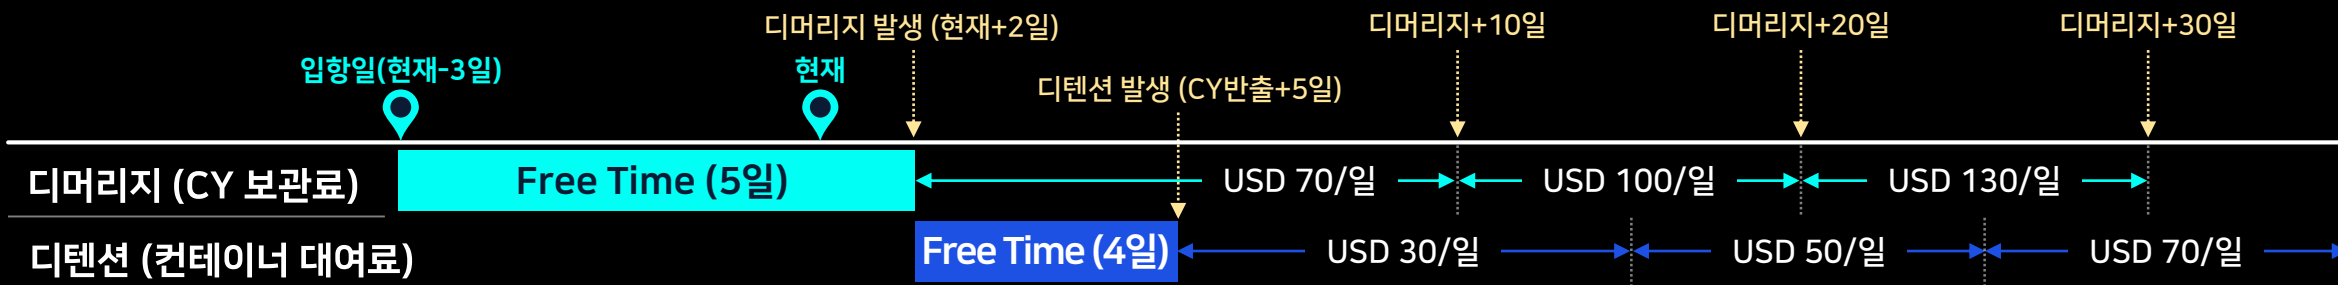 디머리지 발생 (현재+2일)
디머리지+10일
디머리지+20일
디머리지+30일
입항일(현재-3일)
현재
디텐션 발생 (CY반출+5일)
디머리지 (CY 보관료)
Free Time (5일)
USD 70/일
USD 100/일
USD 130/일
디텐션 (컨테이너 대여료)
Free Time (4일)
USD 30/일
USD 50/일
USD 70/일